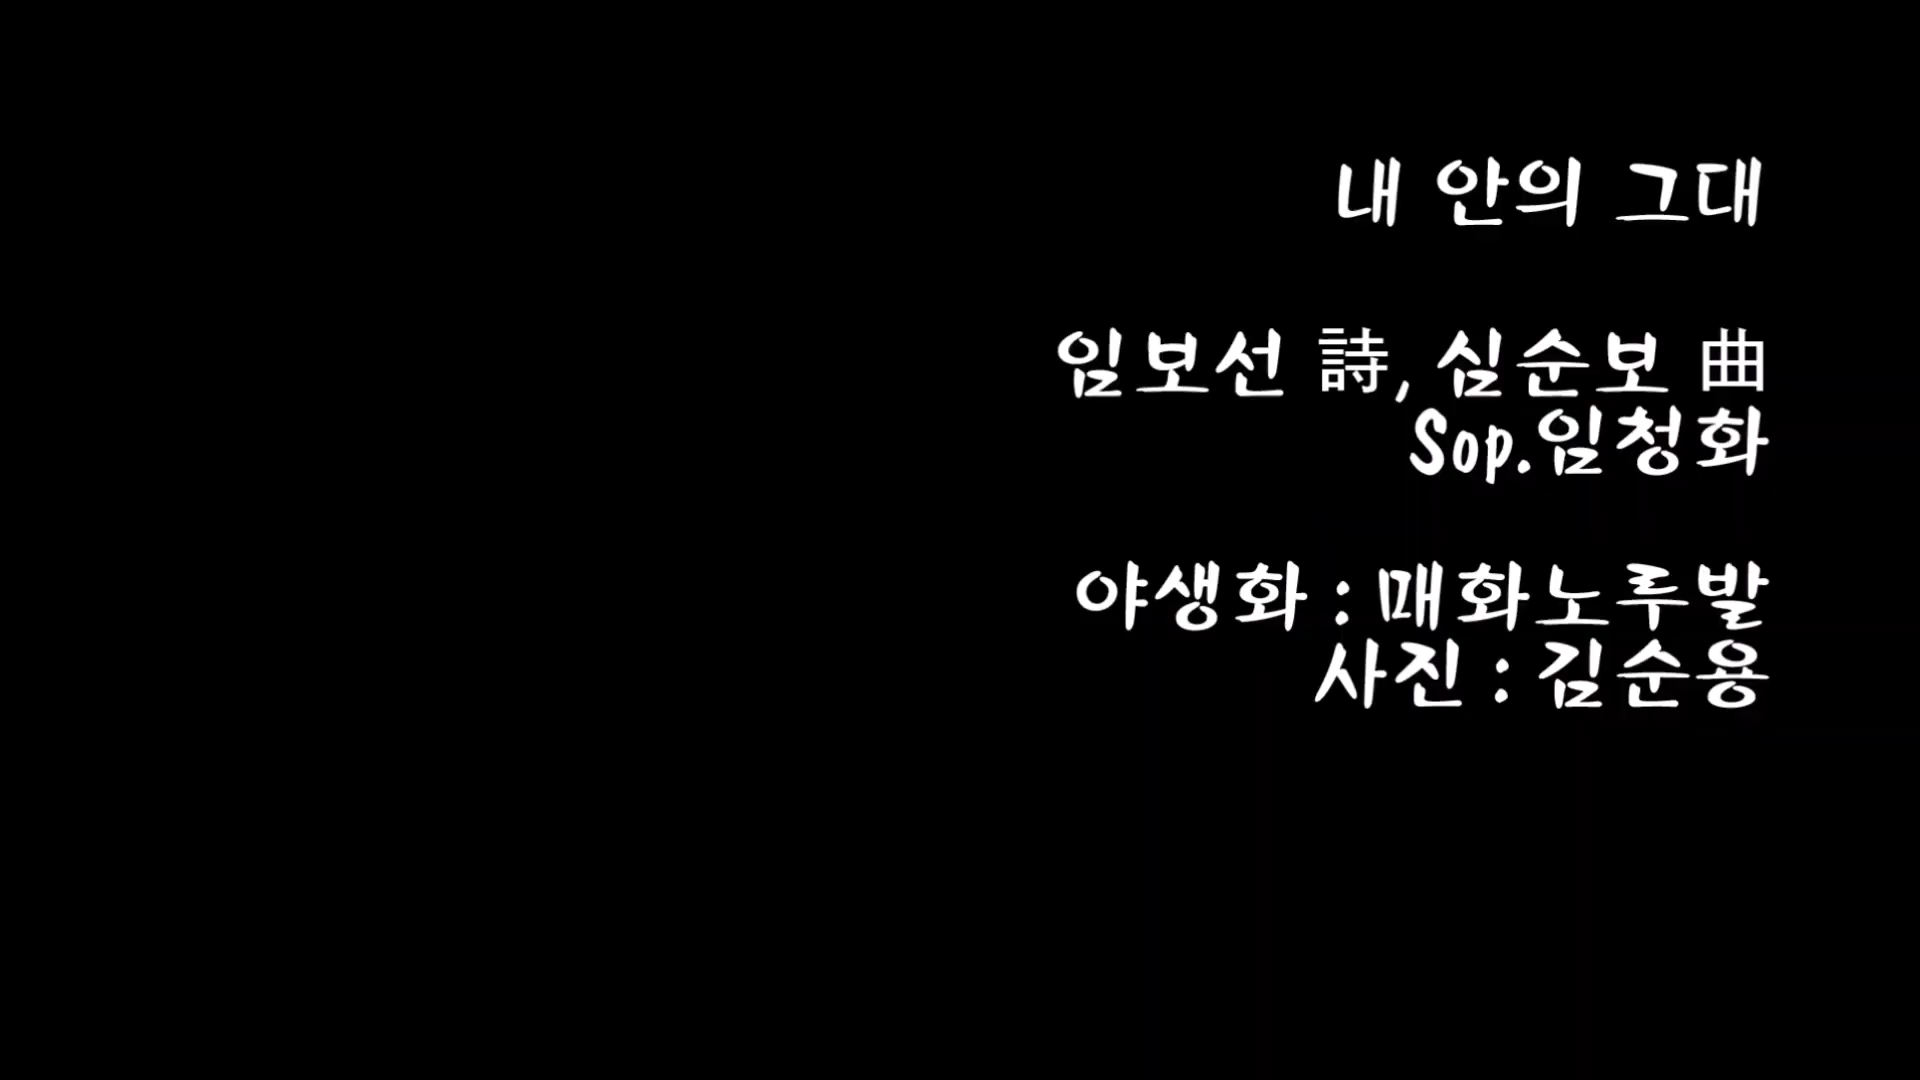 내 안의 그대
임보선 詩, 심순보 曲
Sop.임청화
야생화 : 매화노루발
사진 : 김순용